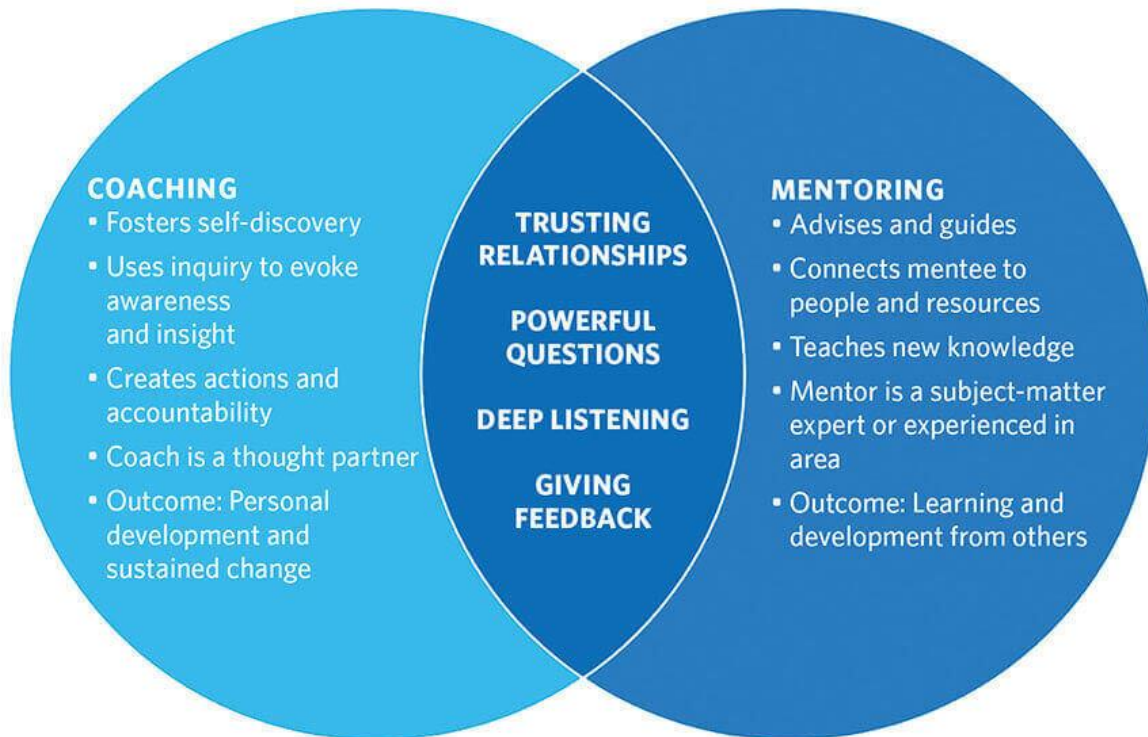 COACHING
▪ Fosters self-discovery
▪ Uses inquiry to evoke
awareness
and insight
▪ Creates actions and
accountability
▪ Coach is a thought partner
▪ Outcome: Personal
development and
sustained change
TRUSTING
RELATIONSHIPS
POWERFUL
QUESTIONS
DEEP LISTENING
GIVING
FEEDBACK
MENTORING
▪ Advises and guides
▪ Connects mentee to
people and resources
▪ Teaches new knowledge
▪ Mentor is a subject-matter
expert or experienced in
area
▪ Outcome: Learning and
development from others